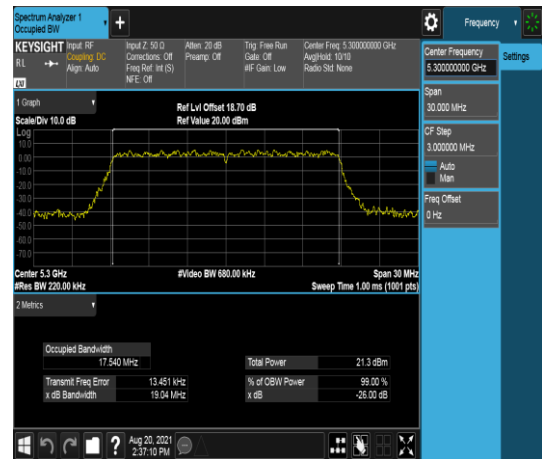 Spectrum Analyzer 1
Occupied BW
Frequency
KEYSIGHT
Input: RF
Input Z: 50 Ω
Atten: 20 dB
Trig: Free Run
Center Freq: 5.300000000 GHz
RL
Coupling: DC
Corrections: Off
Preamp: Off
Gate: Off
Avg|Hold: 10/10
Align: Auto
Freq Ref: Int (S)
#IF Gain: Low
Radio Std: None
NFE: Off
LXI
Center Frequency
5.300000000 GHz
Settings
Span
30.000 MHz
CF Step
3.000000 MHz
Auto
Man
Freq Offset
0 Hz
1 Graph
Ref Lvl Offset 18.70 dB
Scale/Div 10.0 dB
Ref Value 20.00 dBm
Log
10.0
0.00
-10.0
-20.0
-30.0
-40.0
-50.0
-60.0
-70.0
Center 5.3 GHz
#Video BW 680.00 kHz
Span 30 MHz
#Res BW 220.00 kHz
Sweep Time 1.00 ms (1001 pts)
2 Metrics
Occupied Bandwidth
17.540 MHz
Total Power
21.3 dBm
Transmit Freq Error
13.451 kHz
% of OBW Power
99.00 %
x dB Bandwidth
19.04 MHz
x dB
-26.00 dB
?
Aug 20, 2021
2:37:10 PM